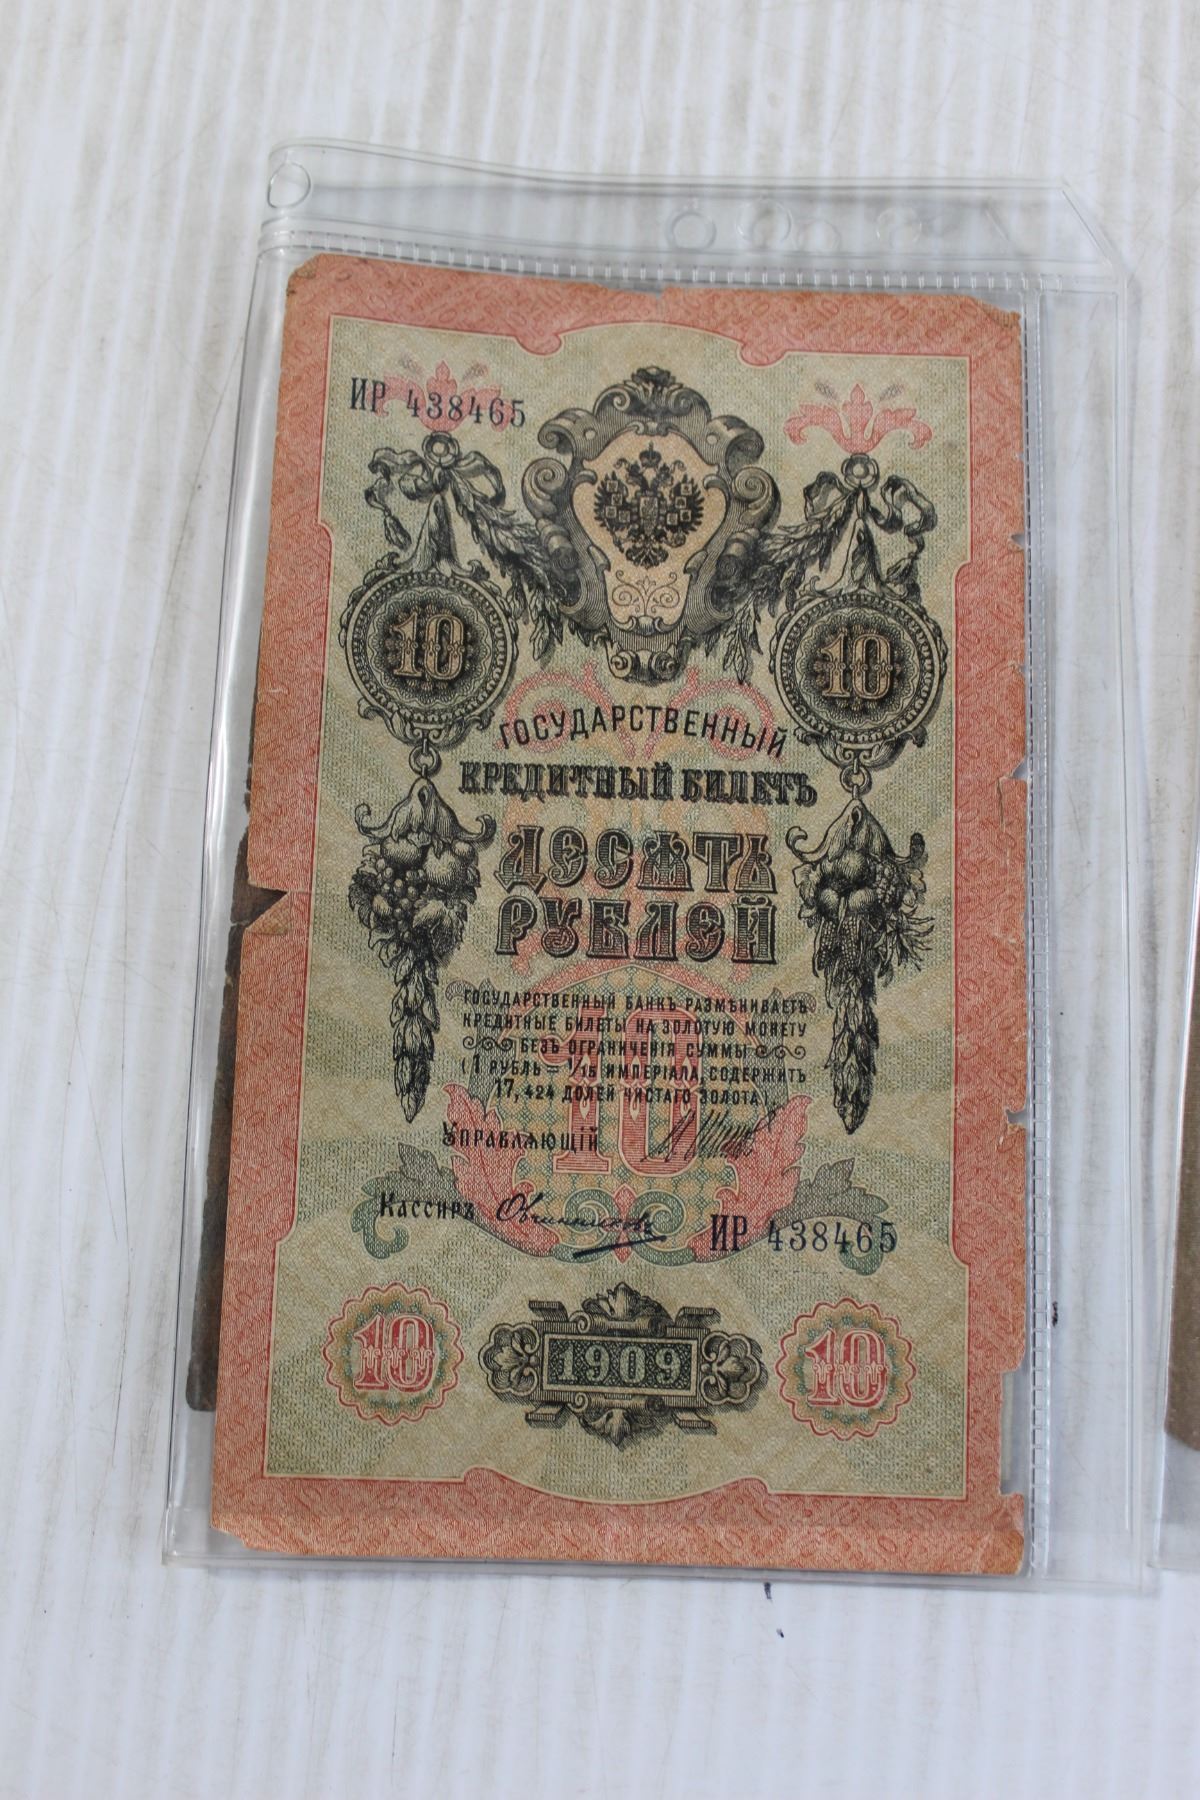 ИР 438465
10 10
ГОСУДАРСТВЕННЫЙ
КРЕДИТНЫЙ БИЛЕТЪ
ДЕСЯТЬ
РУБЛЕЙ
ГОСУДАРСТВЕННЫЙ БАНКЪ РАЗМѢНИВАЕТЪ
КРЕДИТНЫЕ БИЛЕТЫ НА ЗОЛОТУЮ МОНЕТУ
БЕЗЪ ОГРАНИЧЕНІЯ СУММЫ
(1 РУБЛЬ = 1/15 ИМПЕРІАЛА, СОДЕРЖИТЪ
17,424 ДОЛЕЙ ЧИСТАГО ЗОЛОТА).
10
УПРАВЛЯЮЩІЙ
КАССИРЪ Овчинниковъ
ИР 438465
10 1909 10